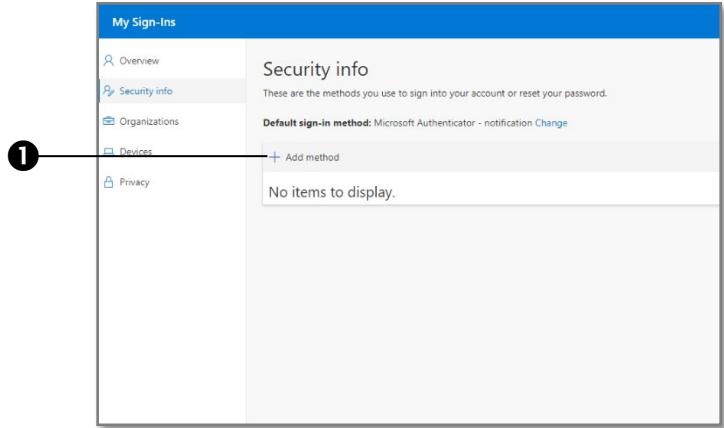 My Sign-Ins
Overview
Security info
Organizations
Devices
Privacy
Security info
These are the methods you use to sign into your account or reset your password.
Default sign-in method: Microsoft Authenticator - notification Change
1
+ Add method
No items to display.